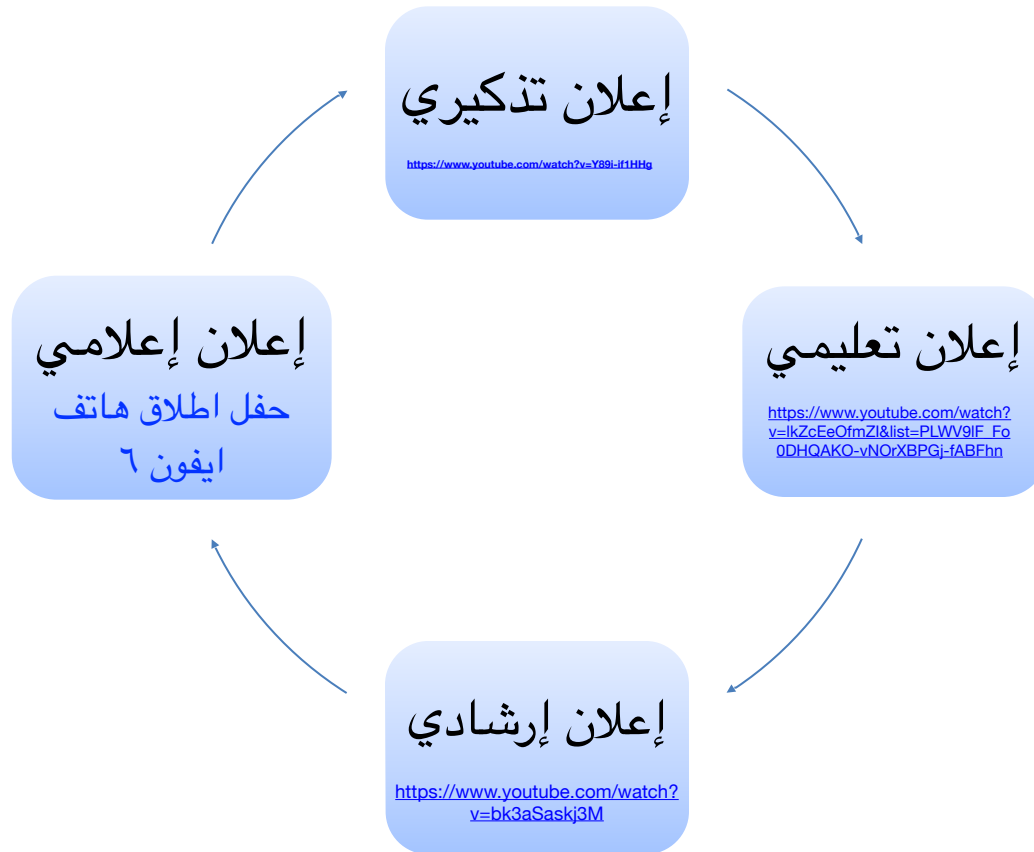 إعلان تذكيري
https://www.youtube.com/watch?v=Y89i-if1HHg
إعلان تعليمي
https://www.youtube.com/watch?
v=lkZcEeOfmZI&list=PLWV9lF_Fo
0DHQAKO-vNOrXBPGj-fABFhn
إعلان إرشادي
https://www.youtube.com/watch?
v=bk3aSaskj3M
إعلان إعلامي
حفل اطلاق هاتف
ايفون ٦